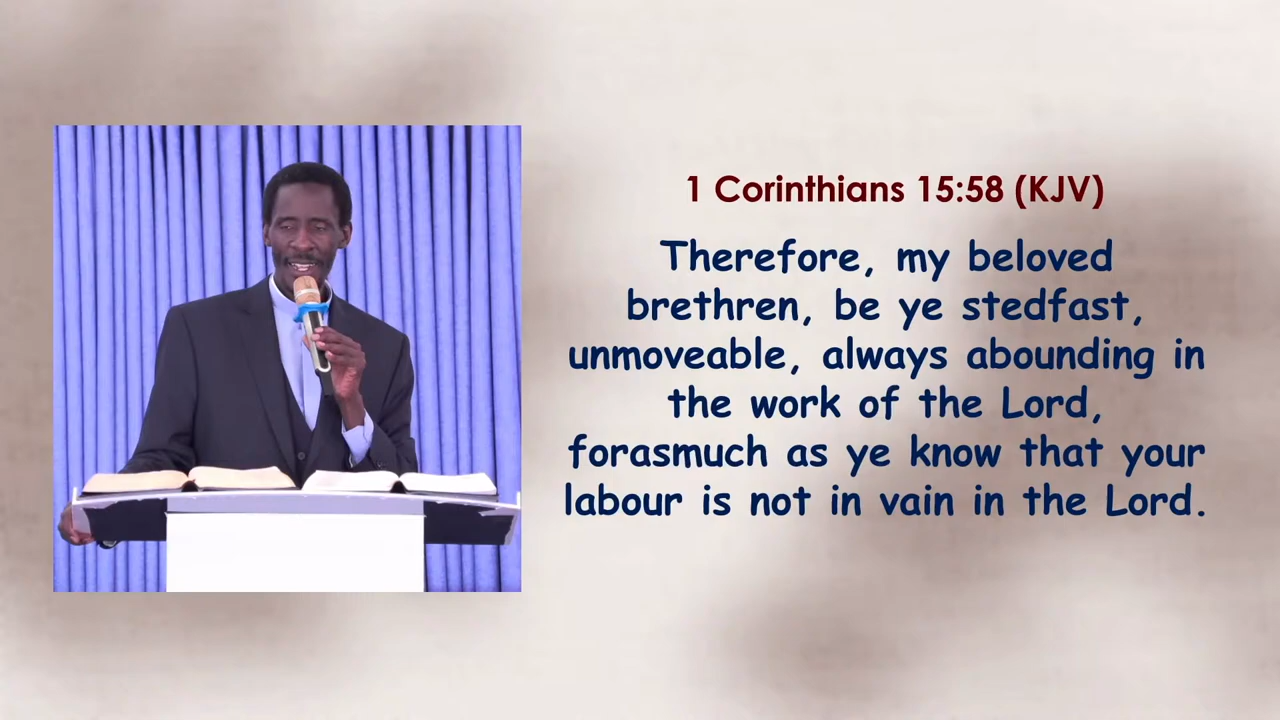 1 Corinthians 15:58 (KJV)
Therefore, my beloved
brethren, be ye stedfast,
unmoveable, always abounding in
the work of the Lord,
forasmuch as ye know that your
labour is not in vain in the Lord.